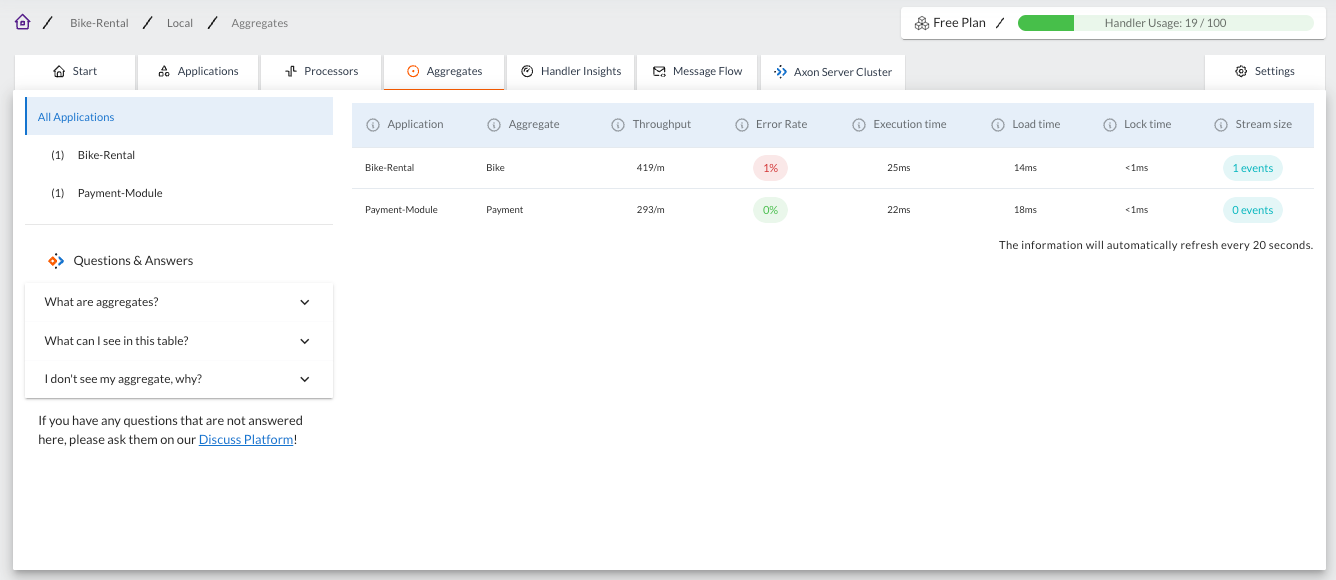 Bike-Rental / Local / Aggregates
Free Plan / Handler Usage: 19 / 100
Start Applications Processors Aggregates Handler Insights Message Flow Axon Server Cluster Settings
All Applications
(1) Bike-Rental
(1) Payment-Module
Application Aggregate Throughput Error Rate Execution time Load time Lock time Stream size
Bike-Rental Bike 419/m 1% 25ms 14ms <1ms 1 events
Payment-Module Payment 293/m 0% 22ms 18ms <1ms 0 events
The information will automatically refresh every 20 seconds.
Questions & Answers
What are aggregates?
What can I see in this table?
I don't see my aggregate, why?
If you have any questions that are not answered
here, please ask them on our Discuss Platform!